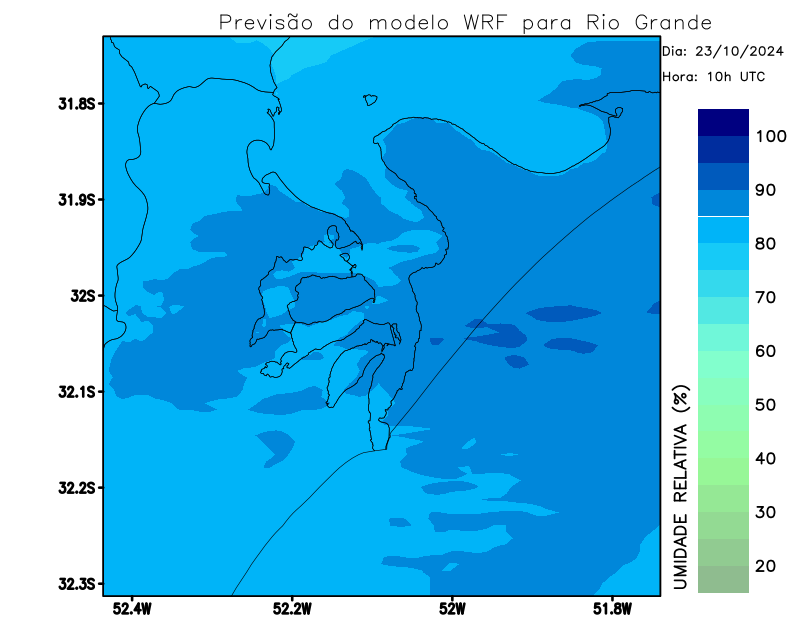 Previsão do modelo WRF para Rio Grande
Dia: 23/10/2024
Hora: 10h UTC
31.8S
31.9S
32S
32.1S
32.2S
32.3S
52.4W
52.2W
52W
51.8W
UMIDADE RELATIVA (%)
100
90
80
70
60
50
40
30
20